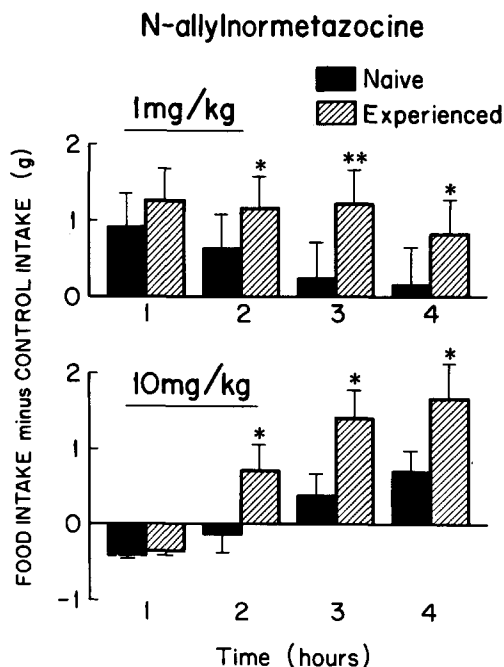 N-allylnormetazocine
Naive
Experienced
1mg/kg
FOOD INTAKE minus CONTROL INTAKE (g)
2
1
0
*
**
*
1 2 3 4
10mg/kg
2
1
0
-1
*
*
*
1 2 3 4
Time (hours)